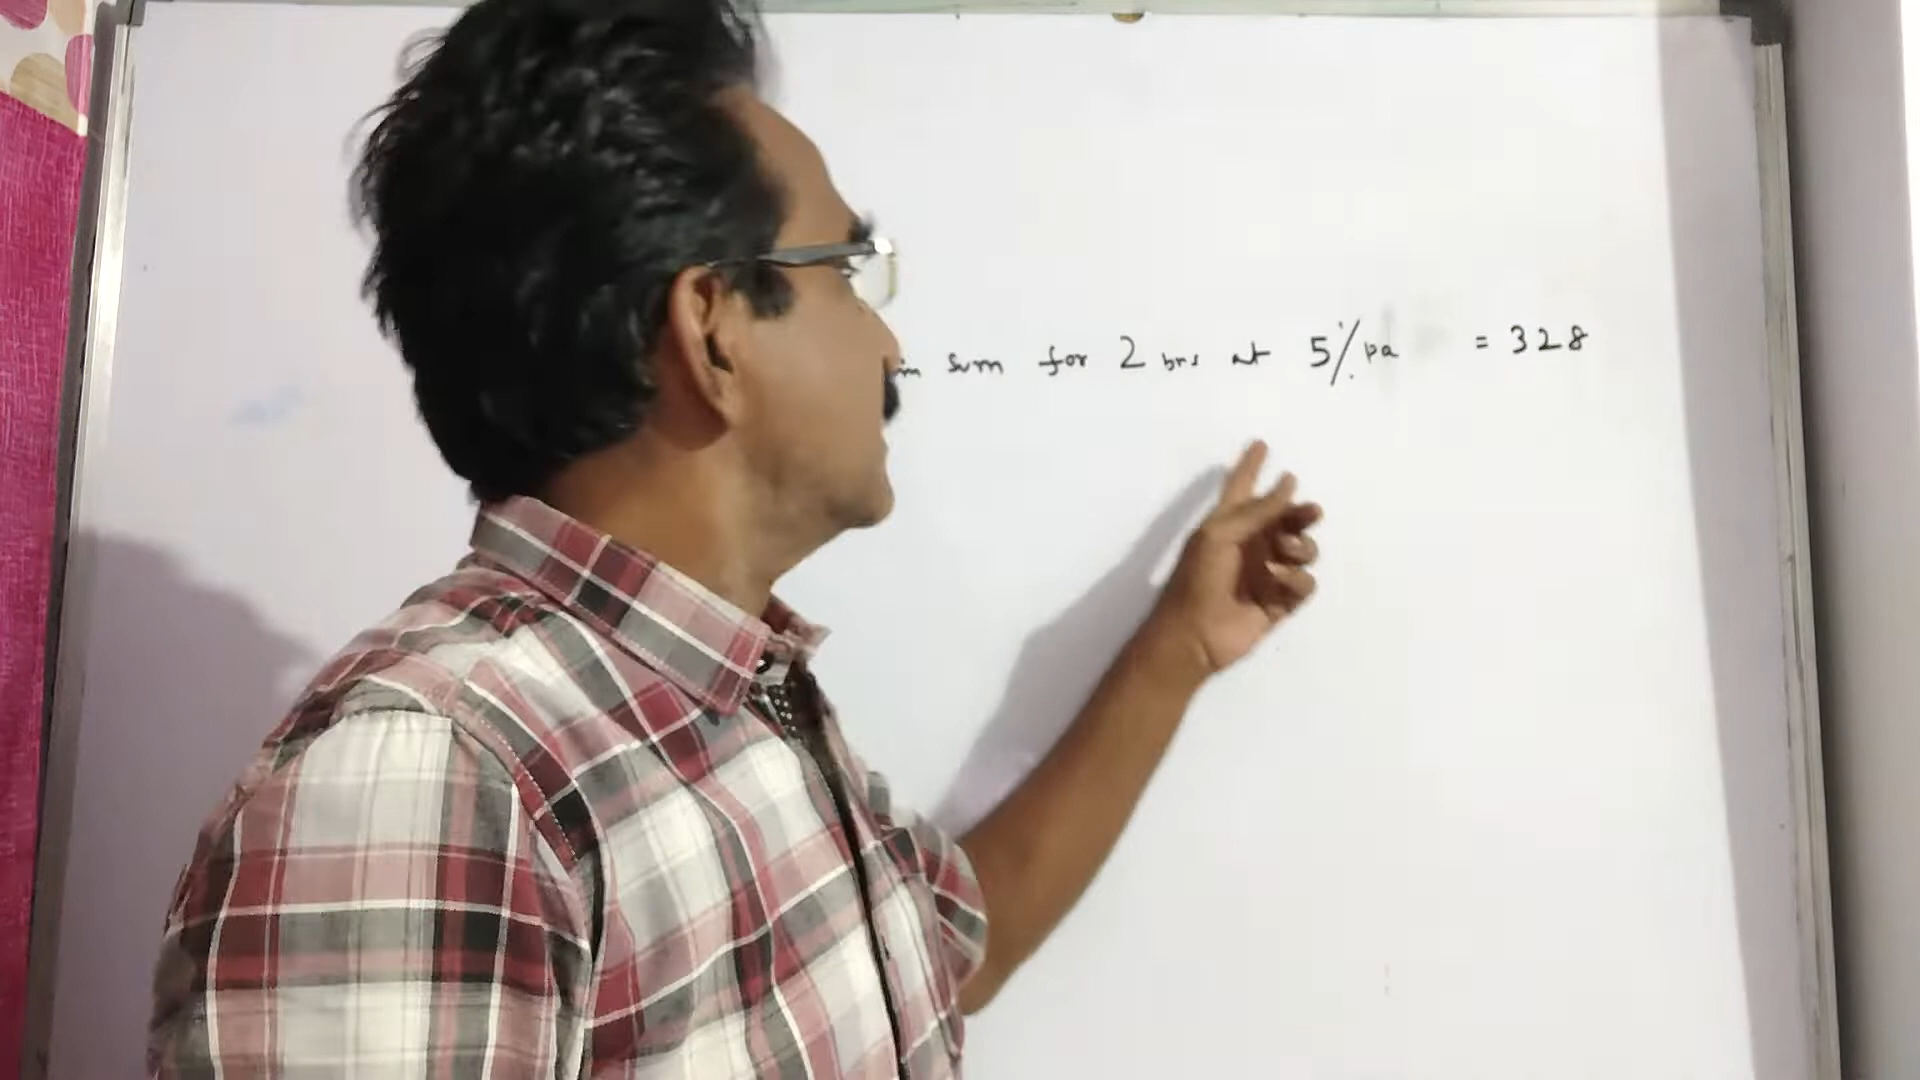 sum for 2 yrs at 5% pa = 328